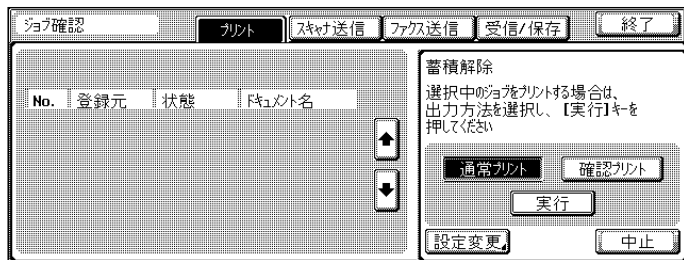 ジョブ確認
プリント スキャナ送信 ファクス送信 受信/保存 終了
No. 登録元 状態 ドキュメント名
蓄積解除
選択中のジョブをプリントする場合は、
出力方法を選択し、【実行】キーを
押してください
通常プリント 確認プリント
実行
設定変更 中止